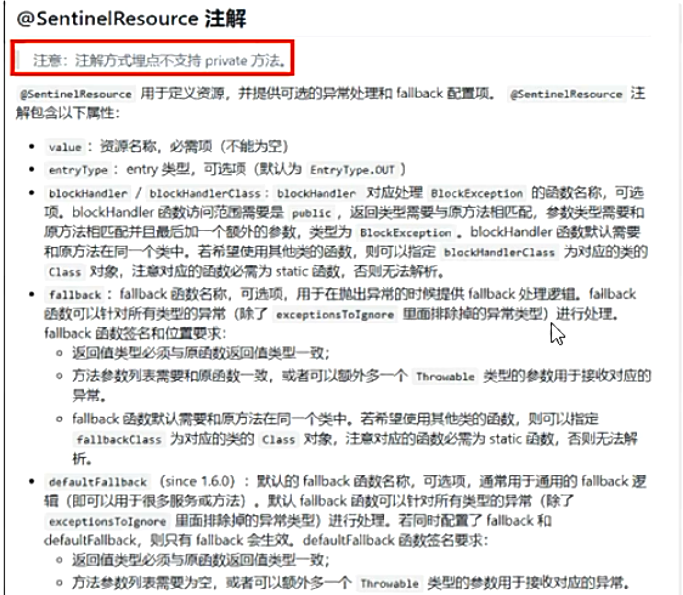 @SentinelResource 注解
注意：注解方式埋点不支持 private 方法。
@SentinelResource 用于定义资源，并提供可选的异常处理和 fallback 配置项。 @SentinelResource 注
解包含以下属性：
• value：资源名称，必需项（不能为空）
• entryType：entry 类型，可选项（默认为 EntryType.OUT）
• blockHandler / blockHandlerClass: blockHandler 对应处理 BlockException 的函数名称，可选
项。blockHandler 函数访问范围需要是 public，返回类型需要与原方法相匹配，参数类型需要和
原方法相匹配并且最后加一个额外的参数，类型为 BlockException。blockHandler 函数默认需要
和原方法在同一个类中。若希望使用其他类的函数，则可以指定 blockHandlerClass 为对应的类的
Class 对象，注意对应的函数必需为 static 函数，否则无法解析。
• fallback：fallback 函数名称，可选项，用于在抛出异常的时候提供 fallback 处理逻辑。fallback
函数可以针对所有类型的异常（除了 exceptionsToIgnore 里面排除掉的异常类型）进行处理。
fallback 函数签名和位置要求：
○ 返回值类型必须与原函数返回值类型一致；
○ 方法参数列表需要和原函数一致，或者可以额外多一个 Throwable 类型的参数用于接收对应的
异常。
○ fallback 函数默认需要和原方法在同一个类中。若希望使用其他类的函数，则可以指定
fallbackClass 为对应的类的 Class 对象，注意对应的函数必需为 static 函数，否则无法解
析。
• defaultFallback（since 1.6.0）：默认的 fallback 函数名称，可选项，通常用于通用的 fallback 逻
辑（即可以用于很多服务或方法）。默认 fallback 函数可以针对所有类型的异常（除了
exceptionsToIgnore 里面排除掉的异常类型）进行处理。若同时配置了 fallback 和
defaultFallback，则只有 fallback 会生效。defaultFallback 函数签名要求：
○ 返回值类型必须与原函数返回值类型一致；
○ 方法参数列表需要为空，或者可以额外多一个 Throwable 类型的参数用于接收对应的异常。